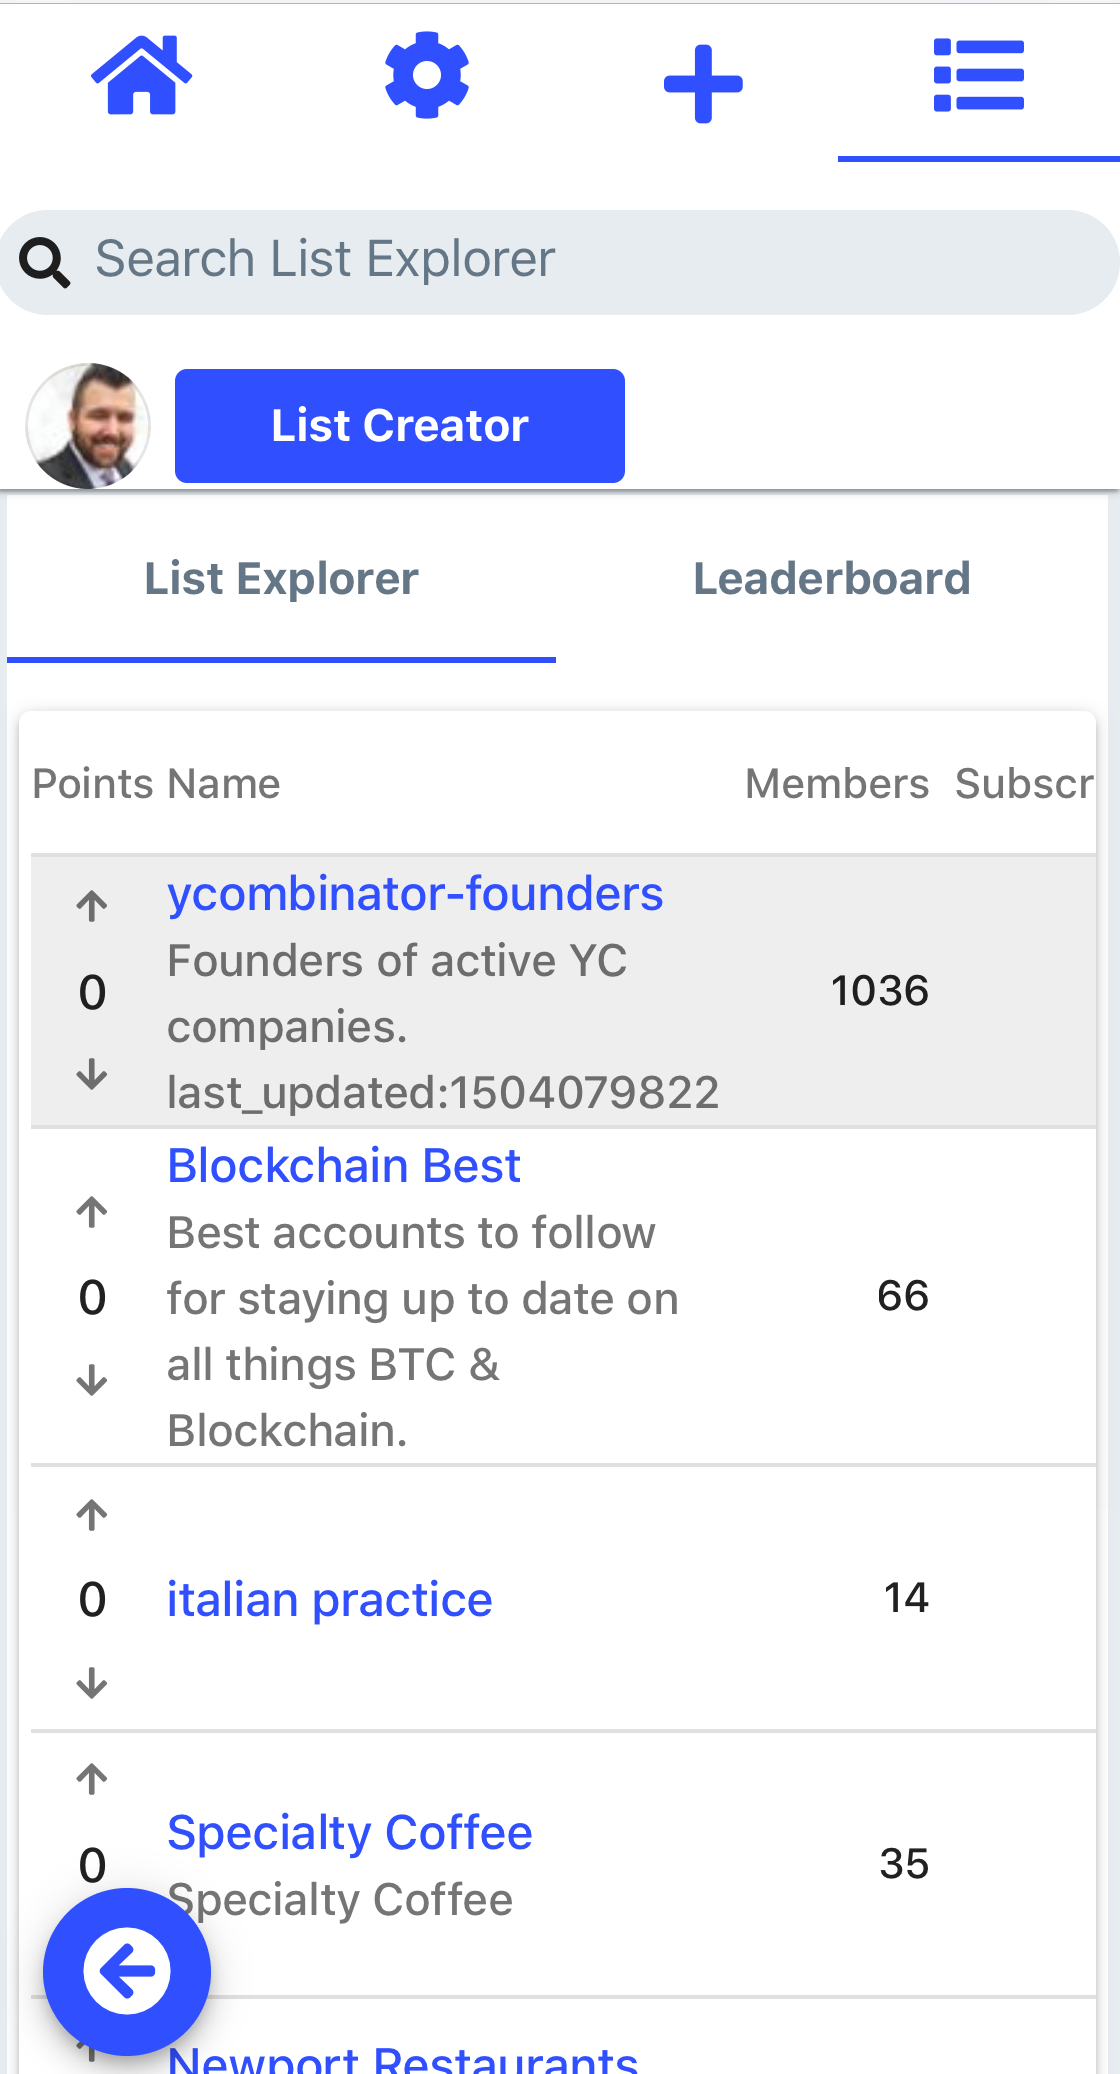 Search List Explorer
List Creator
List Explorer Leaderboard
Points Name Members Subscr
ycombinator-founders
Founders of active YC
companies.
last_updated:1504079822
0 1036
Blockchain Best
Best accounts to follow
for staying up to date on
all things BTC &
Blockchain.
0 66
0 italian practice 14
Specialty Coffee
Specialty Coffee
0 35
Newport Restaurants